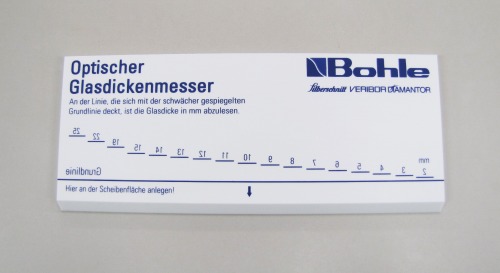 Optischer
Glasdickenmesser
Bohle
Silberschnitt VERIBOR DIAMANTOR
An der Linie, die sich mit der schwächer gespiegelten
Grundlinie deckt, ist die Glasdicke in mm abzulesen.
25 22 19 15 14 13 12 11 10 9 8 7 6 5 4 3 2
mm
Grundlinie
Hier an der Scheibenfläche anlegen!